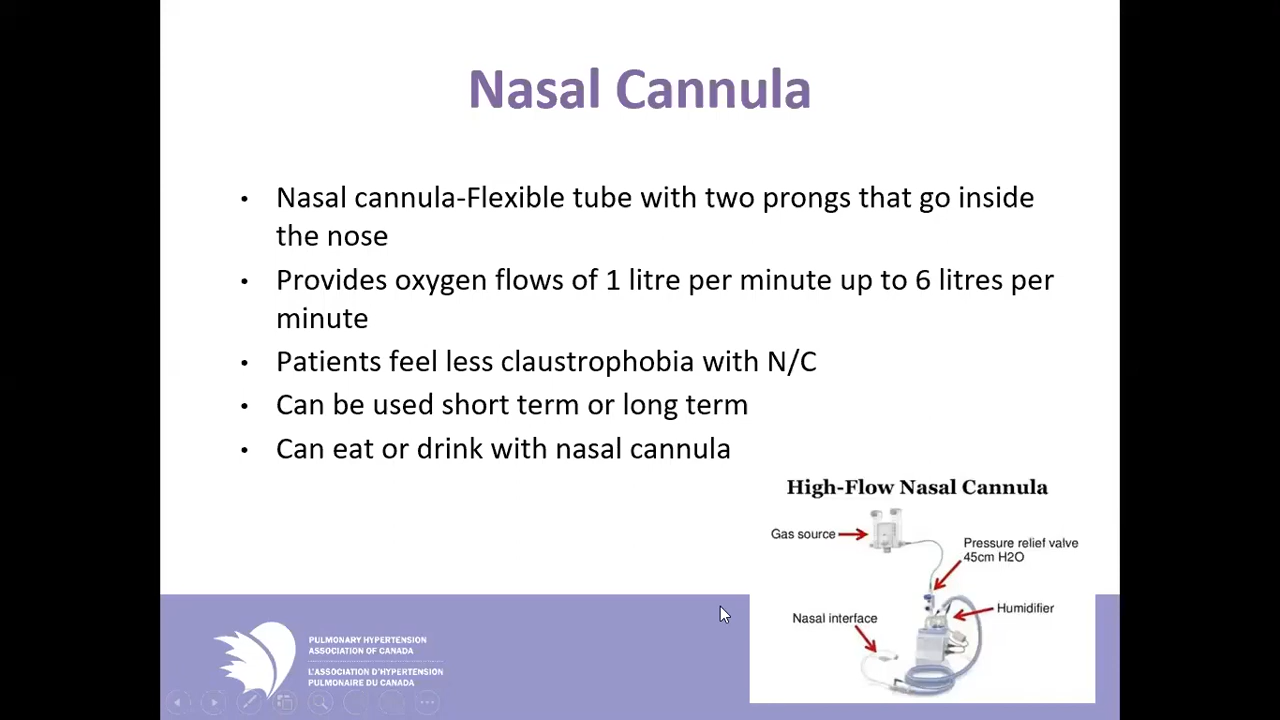 Nasal Cannula
• Nasal cannula-Flexible tube with two prongs that go inside
the nose
• Provides oxygen flows of 1 litre per minute up to 6 litres per
minute
• Patients feel less claustrophobia with N/C
• Can be used short term or long term
• Can eat or drink with nasal cannula
High-Flow Nasal Cannula
Gas source
Pressure relief valve
45cm H2O
Humidifier
Nasal interface
PULMONARY HYPERTENSION
ASSOCIATION OF CANADA
L'ASSOCIATION D'HYPERTENSION
PULMONAIRE DU CANADA